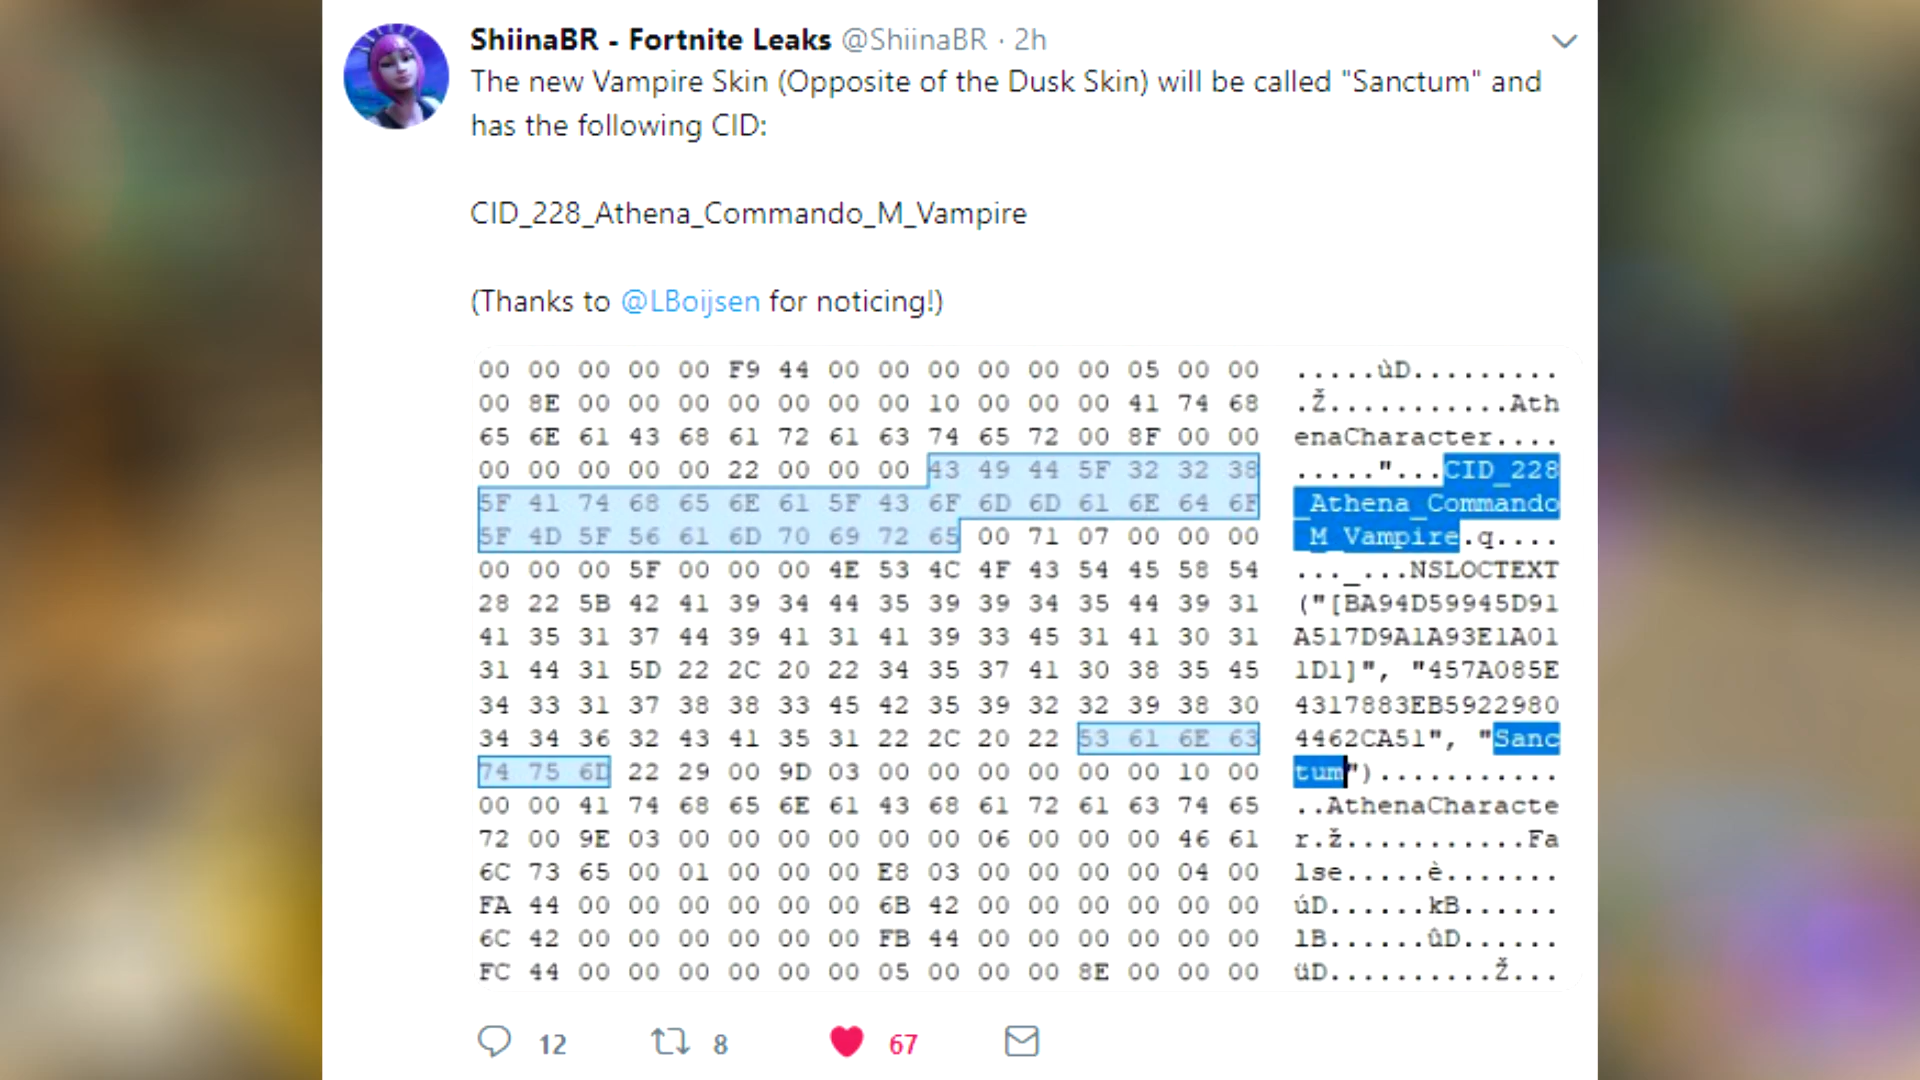 ShiinaBR - Fortnite Leaks @ShiinaBR · 2h
The new Vampire Skin (Opposite of the Dusk Skin) will be called "Sanctum" and
has the following CID:
CID_228_Athena_Commando_M_Vampire
(Thanks to @LBoijsen for noticing!)
00 00 00 00 00 F9 44 00 00 00 00 00 00 05 00 00 .....ùD.........
00 8E 00 00 00 00 00 00 00 10 00 00 00 41 74 68 .Ž...........Ath
65 6E 61 43 68 61 72 61 63 74 65 72 00 8F 00 00 enaCharacter....
00 00 00 00 00 22 00 00 00 43 49 44 5F 32 32 38 ....."...CID_228
5F 41 74 68 65 6E 61 5F 43 6F 6D 6D 61 6E 64 6F _Athena_Commando
5F 4D 5F 56 61 6D 70 69 72 65 00 71 07 00 00 00 _M_Vampire.q....
00 00 00 5F 00 00 00 4E 53 4C 4F 43 54 45 58 54 ..._...NSLOCTEXT
28 22 5B 42 41 39 34 44 35 39 39 34 35 44 39 31 ("[BA94D59945D91
41 35 31 37 44 39 41 31 41 39 33 45 31 41 30 31 A517D9A1A93E1A01
31 44 31 5D 22 2C 20 22 34 35 37 41 30 38 35 45 1D1]", "457A085E
34 33 31 37 38 38 33 45 42 35 39 32 32 39 38 30 4317883EB5922980
34 34 36 32 43 41 35 31 22 2C 20 22 53 61 6E 63 4462CA51", "Sanc
74 75 6D 22 29 00 9D 03 00 00 00 00 00 00 10 00 tum")...........
00 00 41 74 68 65 6E 61 43 68 61 72 61 63 74 65 ..AthenaCharacte
72 00 9E 03 00 00 00 00 00 00 06 00 00 00 46 61 r.ž...........Fa
6C 73 65 00 01 00 00 00 E8 03 00 00 00 00 04 00 lse.....è.......
FA 44 00 00 00 00 00 00 6B 42 00 00 00 00 00 00 úD......kB......
6C 42 00 00 00 00 00 00 FB 44 00 00 00 00 00 00 lB......ûD......
FC 44 00 00 00 00 00 00 05 00 00 00 8E 00 00 00 üD..........Ž...
12 8 67